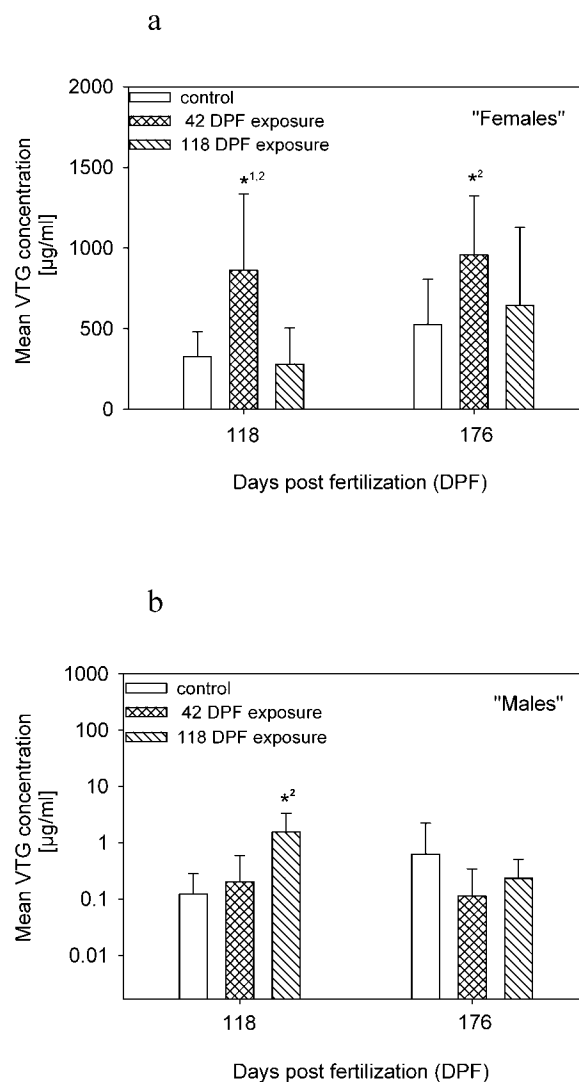 a
2000
1500
1000
500
0
Mean VTG concentration
[µg/ml]
control
42 DPF exposure
118 DPF exposure
"Females"
*1,2
*2
118 176
Days post fertilization (DPF)
b
1000
100
10
1
0.1
0.01
Mean VTG concentration
[µg/ml]
control
42 DPF exposure
118 DPF exposure
"Males"
*2
118 176
Days post fertilization (DPF)